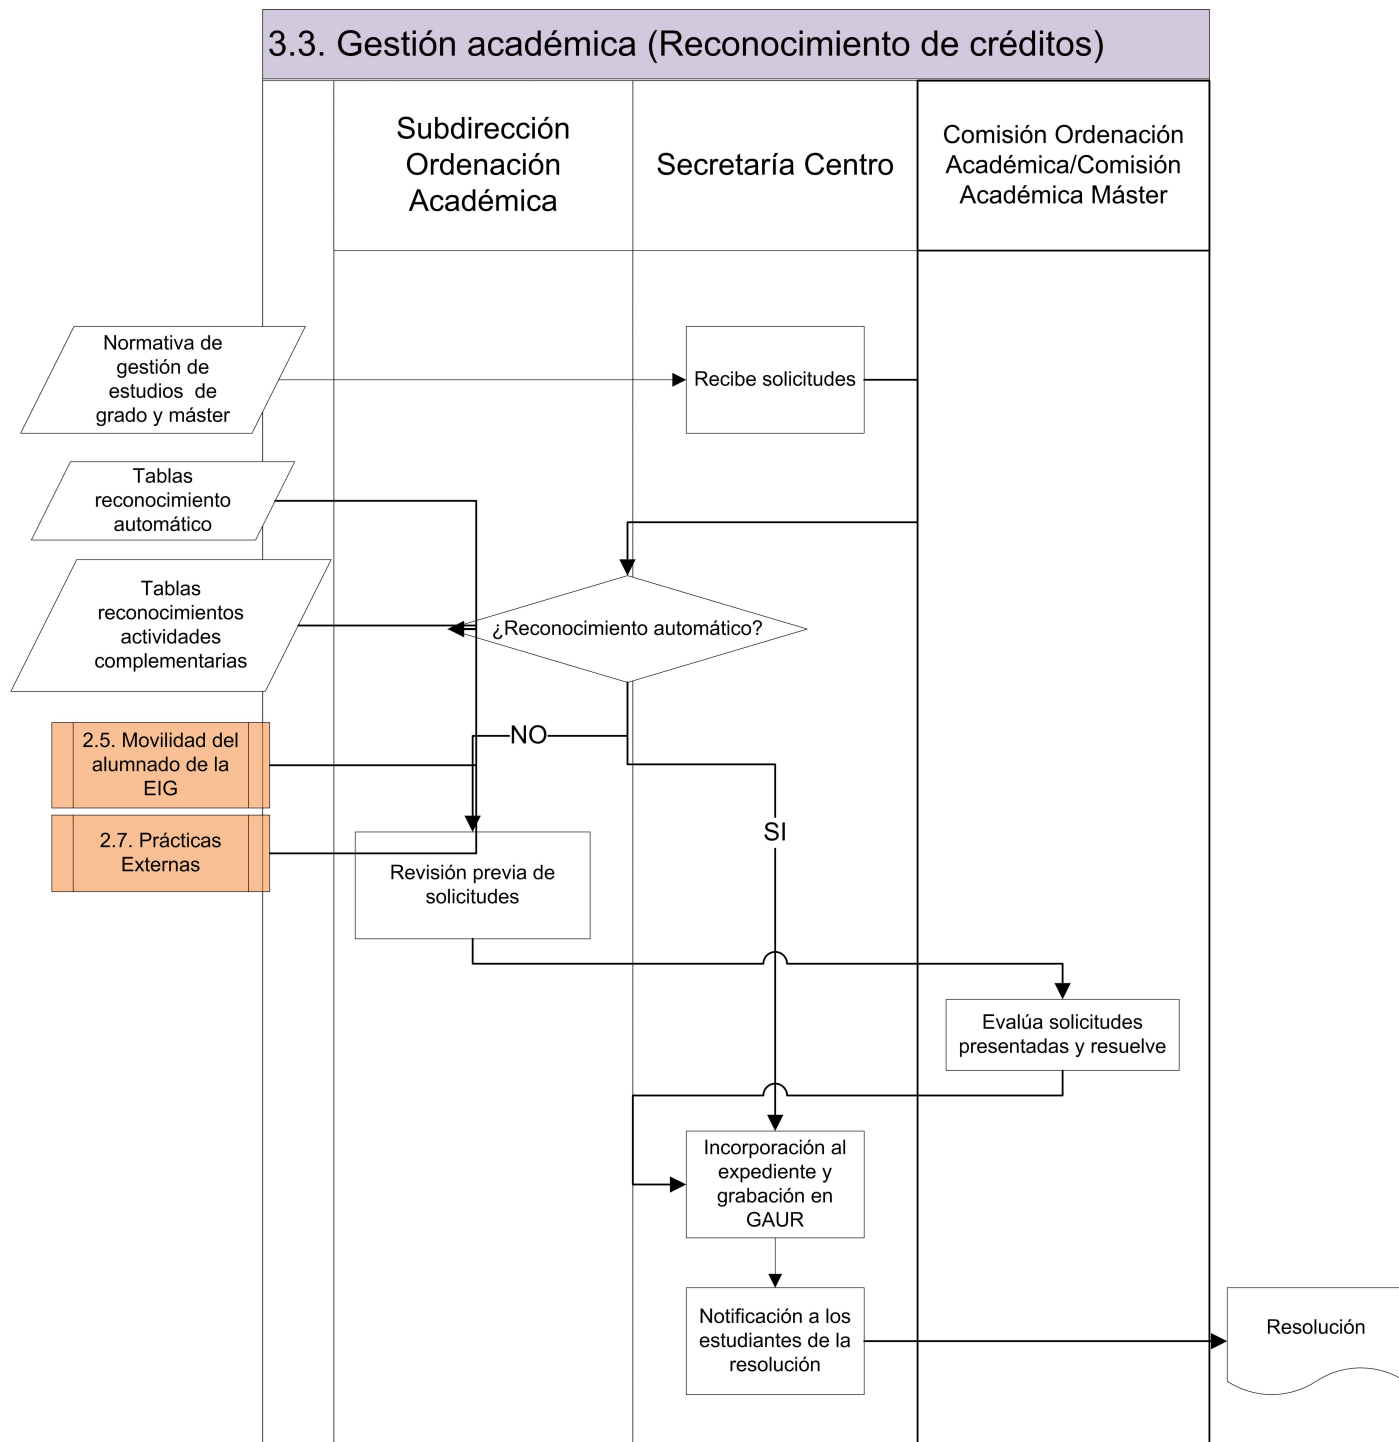 3.3. Gestión académica (Reconocimiento de créditos)
Subdirección
Ordenación
Académica
Secretaría Centro
Comisión Ordenación
Académica/Comisión
Académica Máster
Normativa de
gestión de
estudios de
grado y máster
Recibe solicitudes
Tablas
reconocimiento
automático
Tablas
reconocimientos
actividades
complementarias
¿Reconocimiento automático?
2.5. Movilidad del
alumnado de la
EIG
NO
SI
2.7. Prácticas
Externas
Revisión previa de
solicitudes
Evalúa solicitudes
presentadas y resuelve
Incorporación al
expediente y
grabación en
GAUR
Notificación a los
estudiantes de la
resolución
Resolución